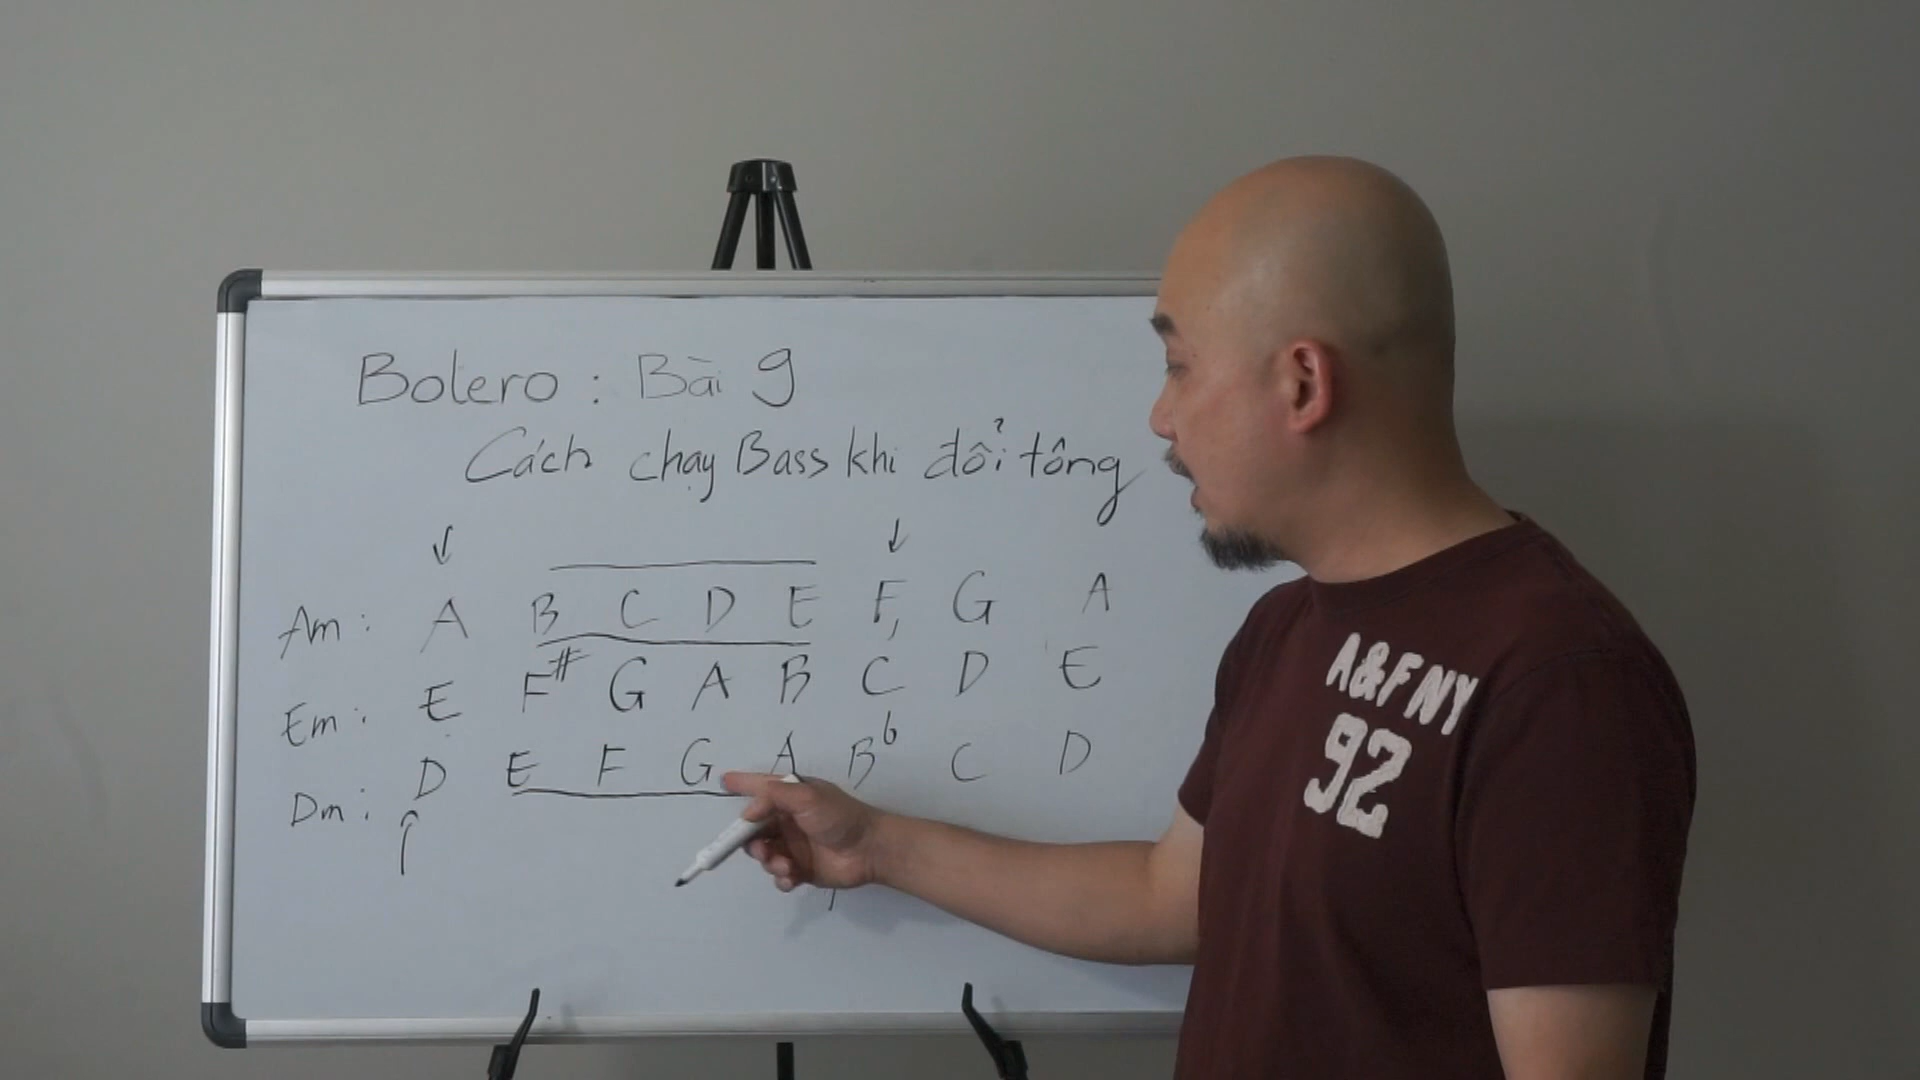 Bolero : Bài 9
Cách chạy Bass khi đổi tông
Am : A B C D E F, G A
Em : E F# G A B C D E
Dm : D E F G A Bb C D
A&F NY
92